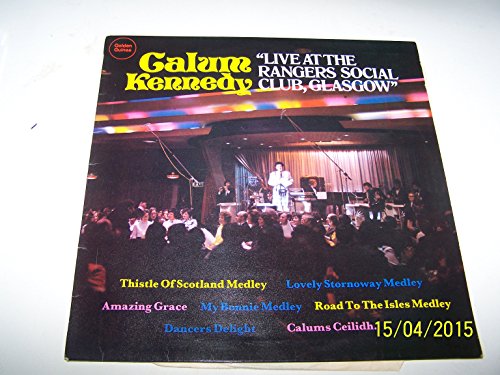 Golden
Guinea
Calum
Kennedy
"LIVE AT THE
RANGERS SOCIAL
CLUB, GLASGOW"
Thistle Of Scotland Medley
Lovely Stornoway Medley
Amazing Grace
My Bonnie Medley
Road To The Isles Medley
Dancers Delight
Calums Ceilidh
15/04/2015